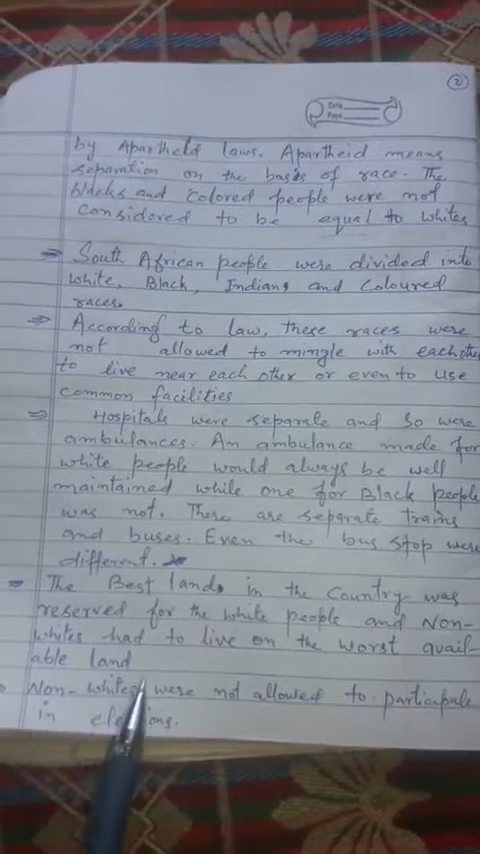 2
Date
Page
by Apartheid laws. Apartheid means
separation on the basis of race. The
blacks and colored people were not
considered to be equal to whites
⇒ South African people were divided into
white, Black, Indians and Coloured
races.
⇒ According to law, these races were
not allowed to mingle with each other
to live near each other or even to use
common facilities
⇒ Hospitals were separate and so were
ambulances. An ambulance made for
white people would always be well
maintained while one for Black people
was not. There are separate trains
and buses. Even the bus stop were
different.
⇒ The Best lands in the Country was
reserved for the white people and Non-
whites had to live on the worst avail-
able land
Non-whites were not allowed to participate
in elections.